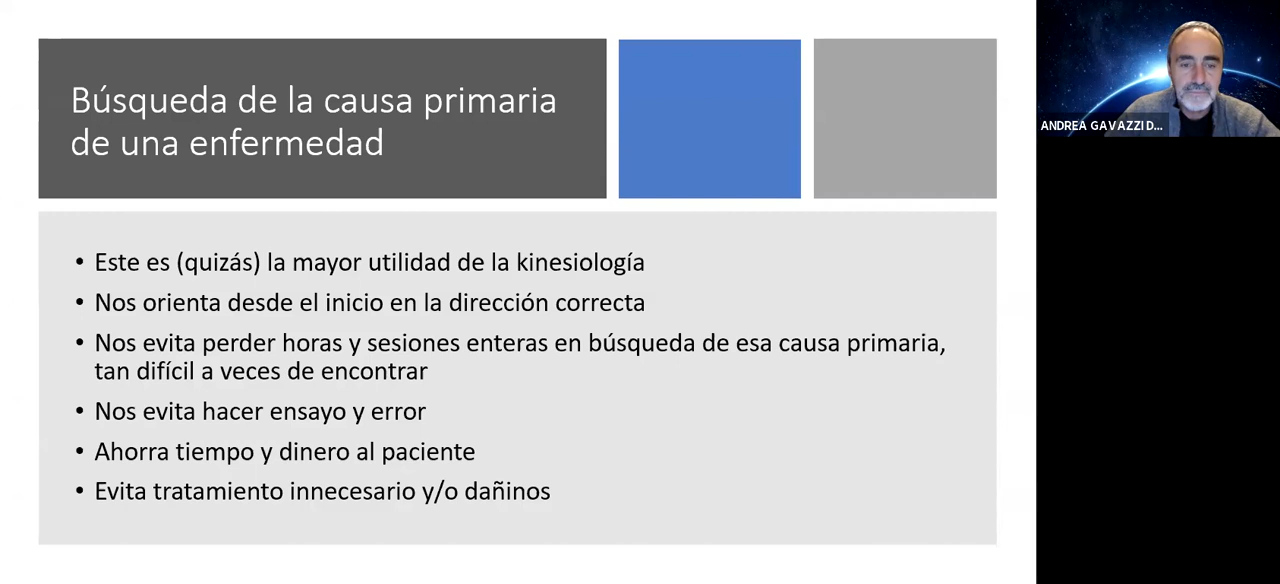 Búsqueda de la causa primaria
de una enfermedad
• Este es (quizás) la mayor utilidad de la kinesiología
• Nos orienta desde el inicio en la dirección correcta
• Nos evita perder horas y sesiones enteras en búsqueda de esa causa primaria,
tan difícil a veces de encontrar
• Nos evita hacer ensayo y error
• Ahorra tiempo y dinero al paciente
• Evita tratamiento innecesario y/o dañinos
ANDREA GAVAZZI D...